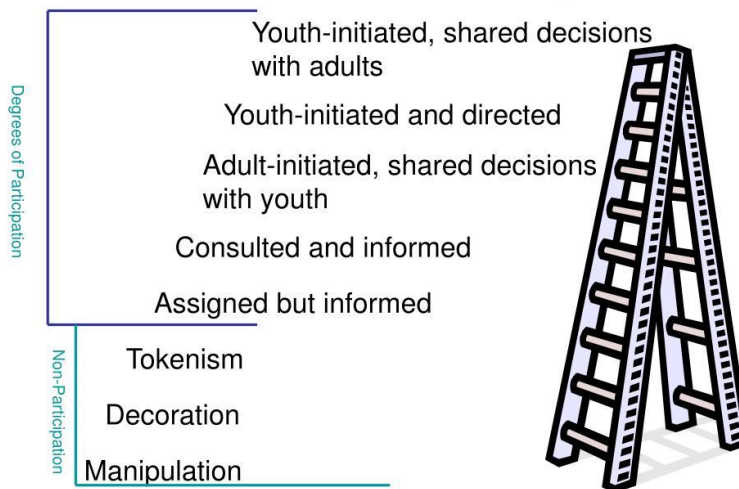 Youth-initiated, shared decisions
with adults
Youth-initiated and directed
Adult-initiated, shared decisions
with youth
Consulted and informed
Assigned but informed
Tokenism
Decoration
Manipulation
Degrees of Participation
Non-Participation